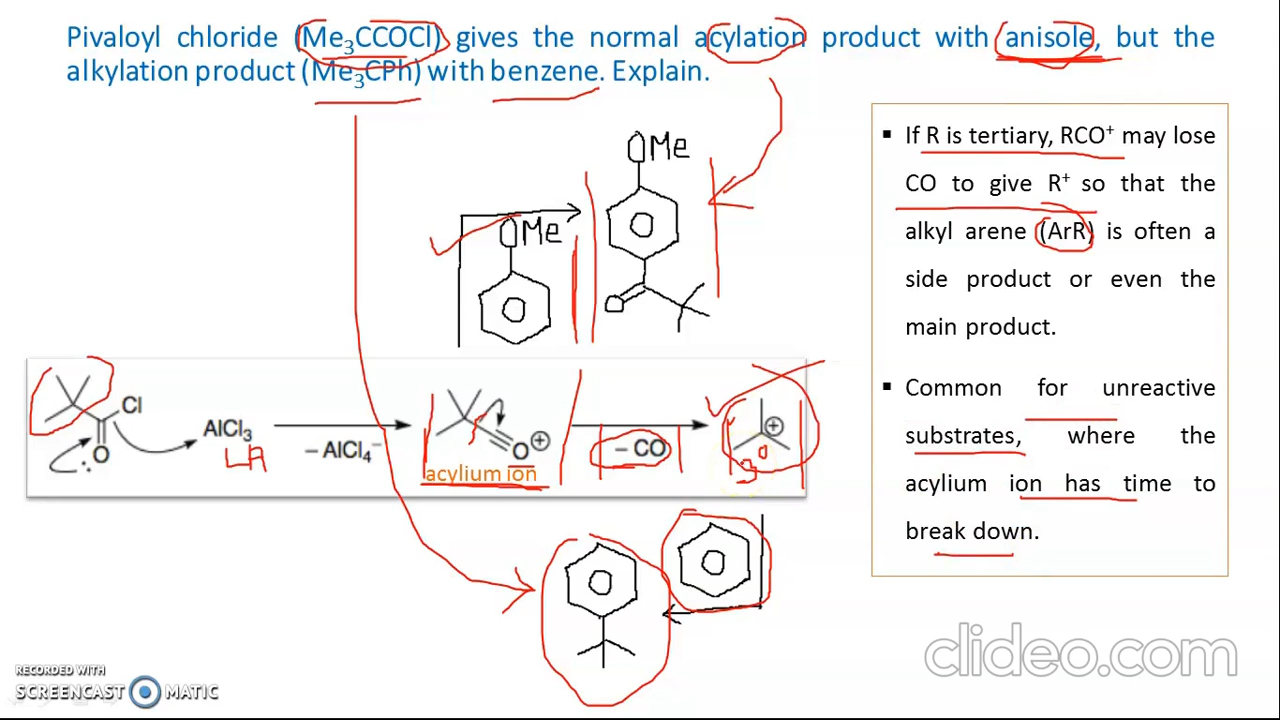 Pivaloyl chloride (Me₃CCOCl) gives the normal acylation product with anisole, but the
alkylation product (Me₃CPh) with benzene. Explain.
OMe
OMe
▪ If R is tertiary, RCO⁺ may lose
CO to give R⁺ so that the
alkyl arene (ArR) is often a
side product or even the
main product.
▪ Common for unreactive
substrates, where the
acylium ion has time to
break down.
Cl
O
AlCl₃
LA
– AlCl₄⁻
O⊕
acylium ion
– CO
⊕
3°
clideo.com
RECORDED WITH
SCREENCAST MATIC